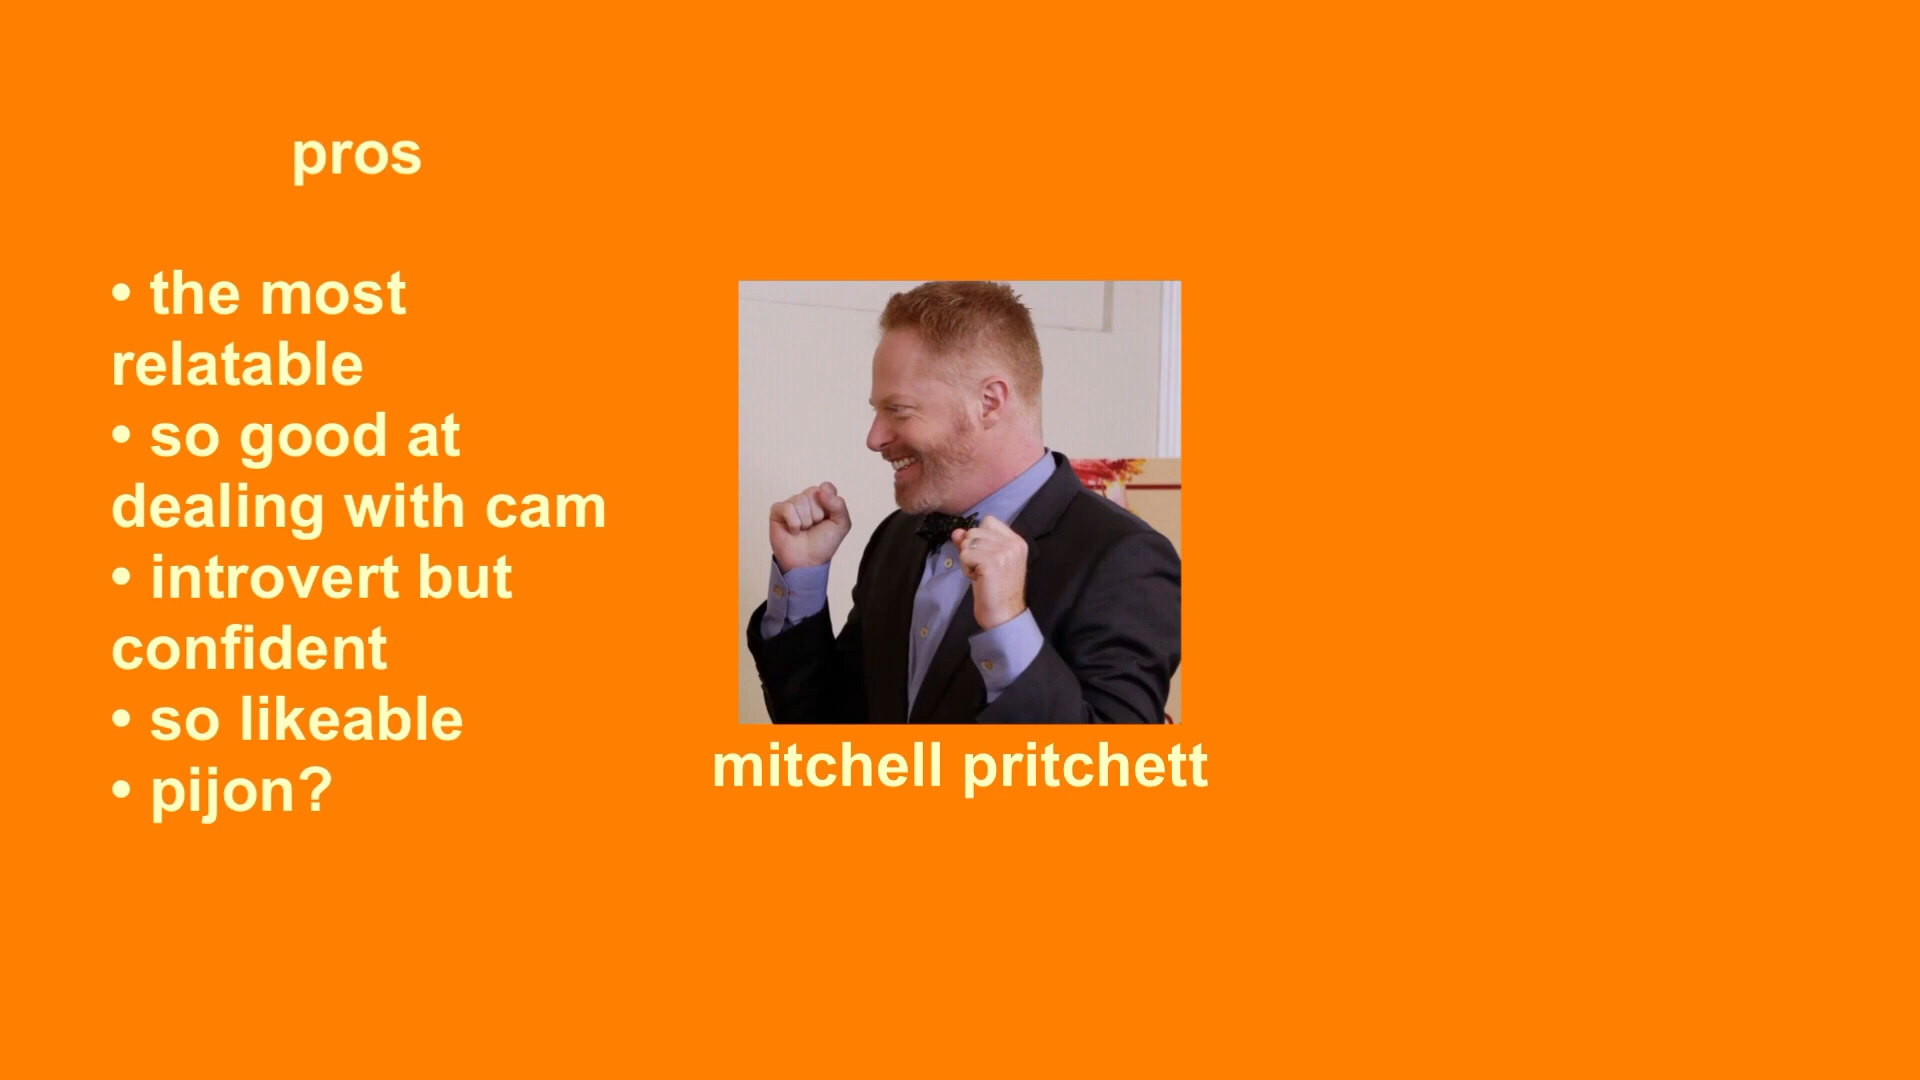 pros
• the most
relatable
• so good at
dealing with cam
• introvert but
confident
• so likeable
• pijon?
mitchell pritchett